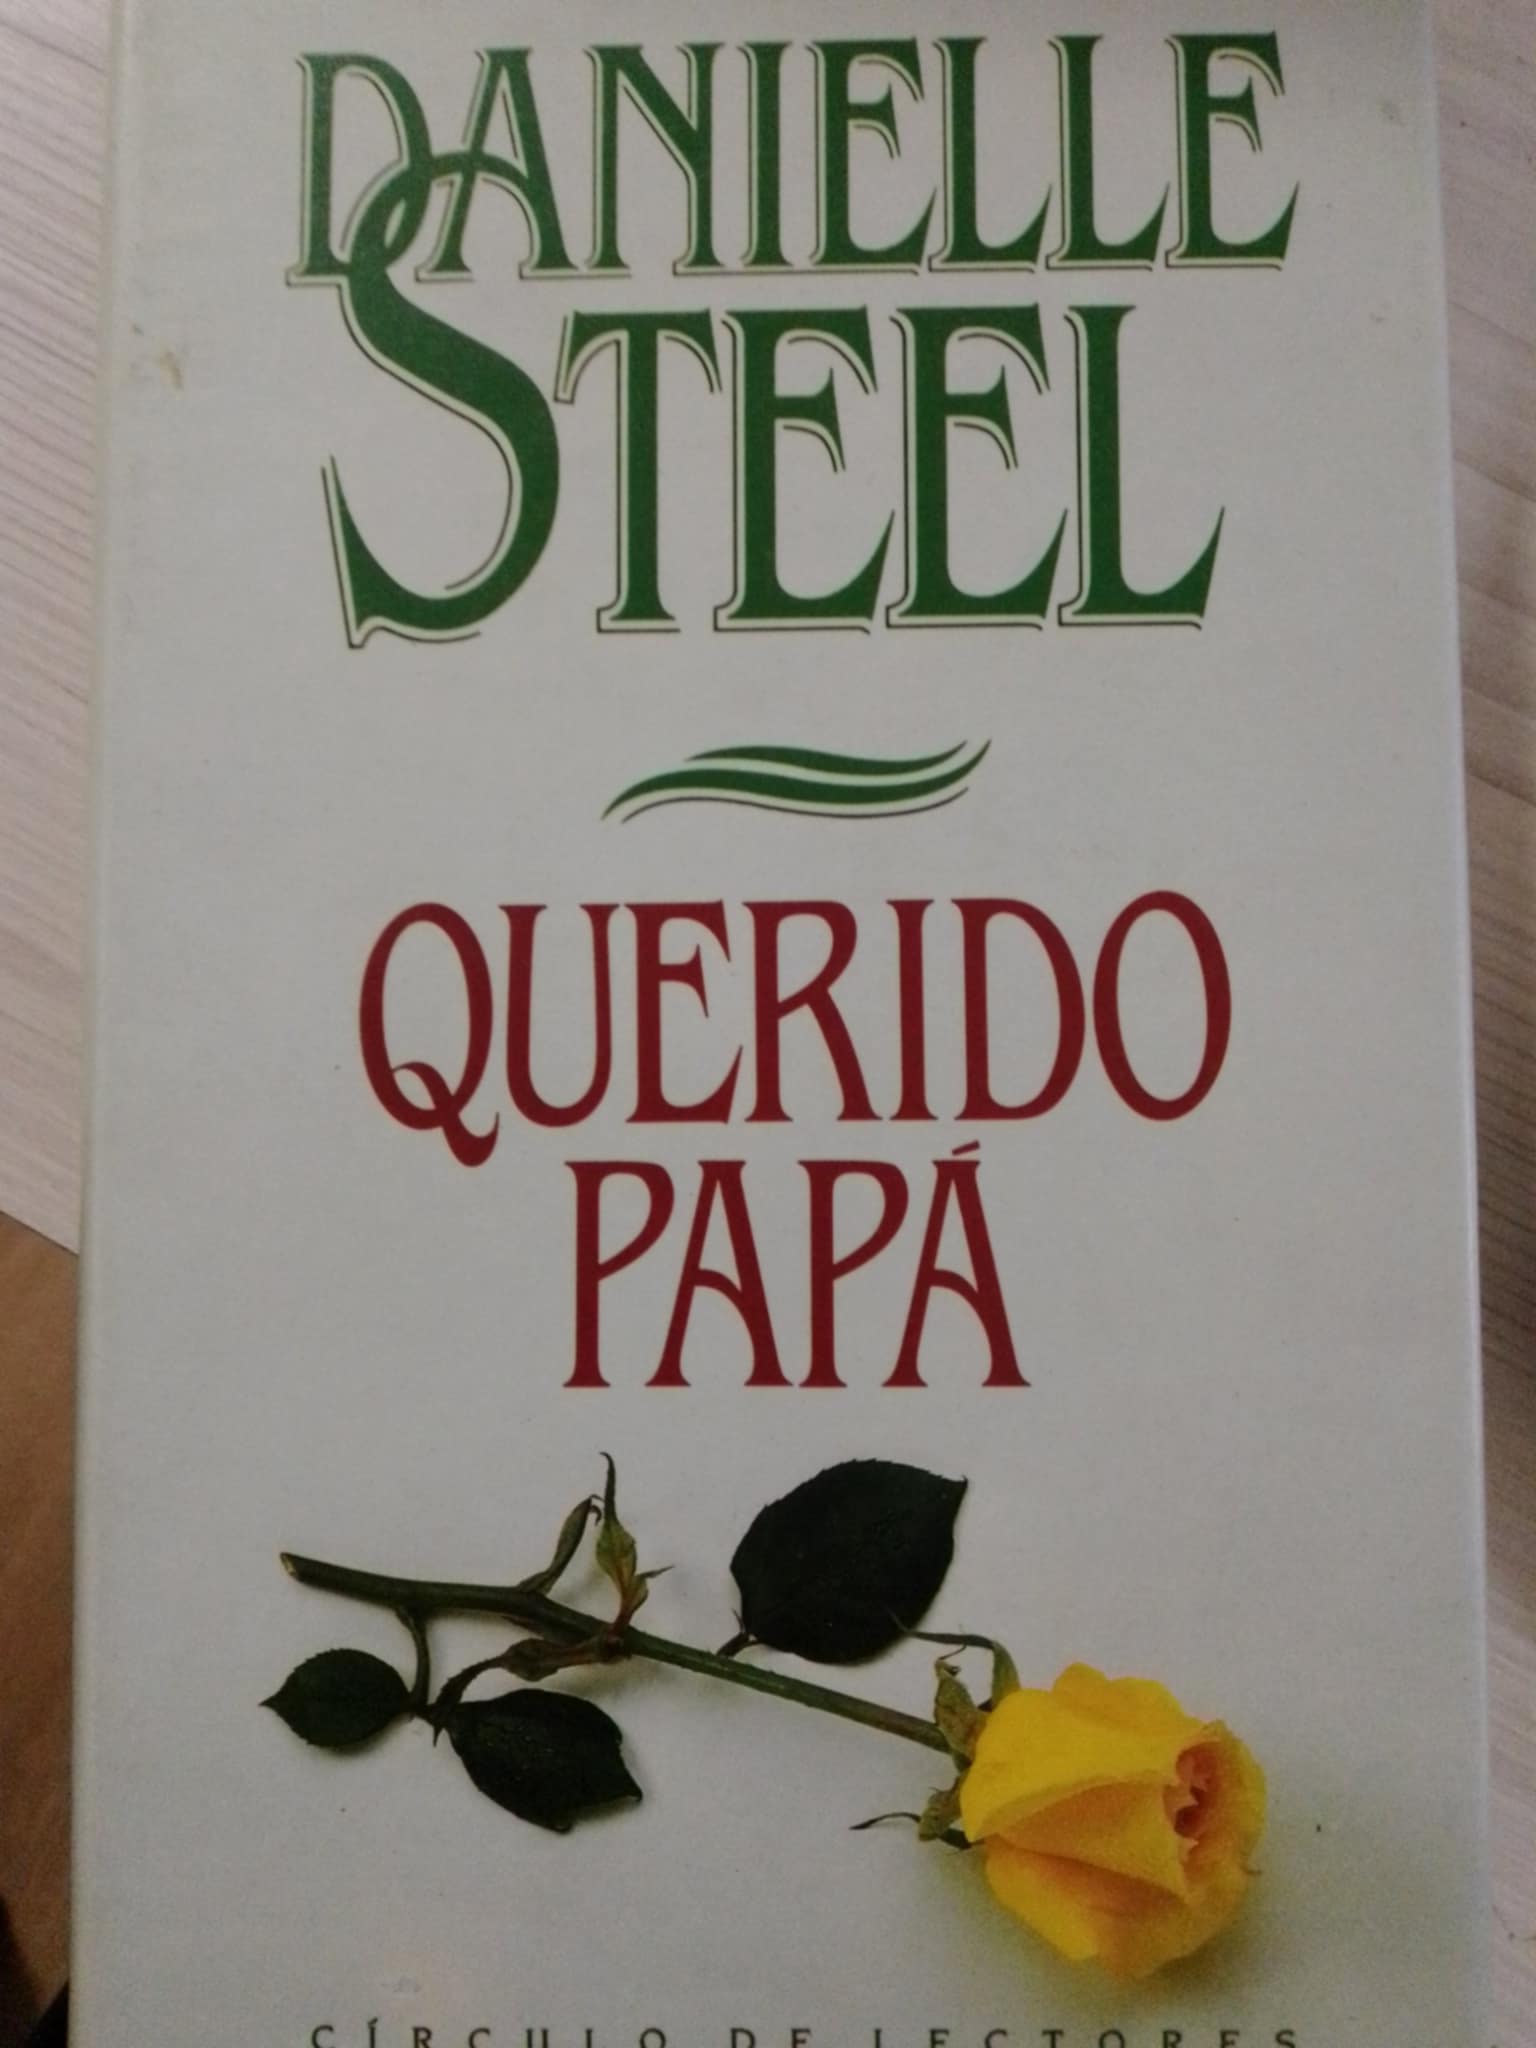 DANIELLE
STEEL
QUERIDO
PAPÁ
CÍRCULO DE LECTORES